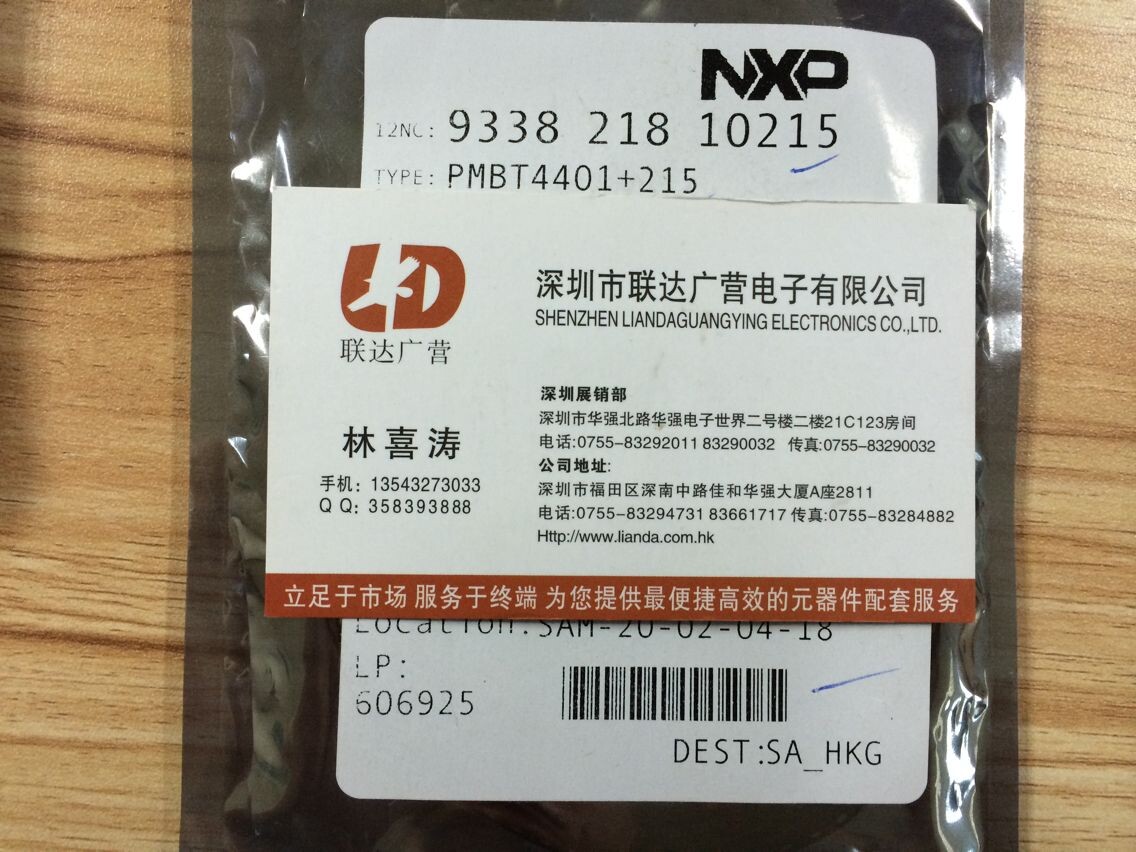 NXP
12NC: 9338 218 10215
TYPE: PMBT4401+215
LD
联达广营
深圳市联达广营电子有限公司
SHENZHEN LIANDAGUANGYING ELECTRONICS CO.,LTD.
林喜涛
手机: 13543273033
QQ: 358393888
深圳展销部
深圳市华强北路华强电子世界二号楼二楼21C123房间
电话:0755-83292011 83290032 传真:0755-83290032
公司地址:
深圳市福田区深南中路佳和华强大厦A座2811
电话:0755-83294731 83661717 传真:0755-83284882
Http://www.lianda.com.hk
立足于市场 服务于终端 为您提供最便捷高效的元器件配套服务
Location:SAM-20-02-04-18
LP:
606925
DEST:SA_HKG